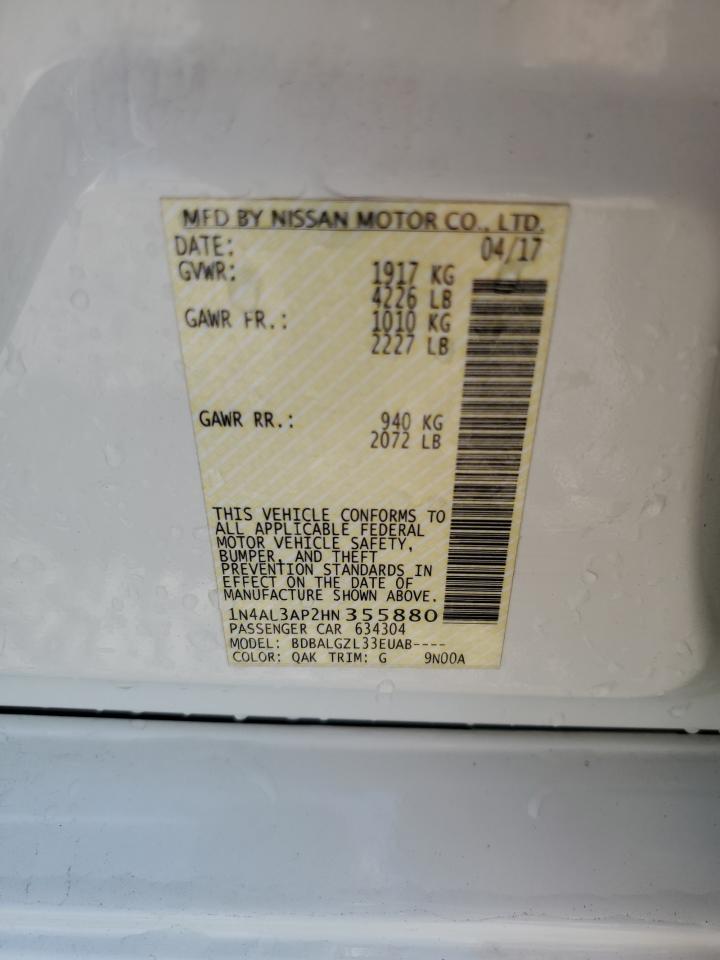 MFD BY NISSAN MOTOR CO., LTD.
DATE: 04/17
GVWR: 1917 KG
4226 LB
GAWR FR.: 1010 KG
2227 LB
GAWR RR.: 940 KG
2072 LB
THIS VEHICLE CONFORMS TO
ALL APPLICABLE FEDERAL
MOTOR VEHICLE SAFETY,
BUMPER, AND THEFT
PREVENTION STANDARDS IN
EFFECT ON THE DATE OF
MANUFACTURE SHOWN ABOVE.
1N4AL3AP2HN355880
PASSENGER CAR 634304
MODEL: BDBALGZL33EUAB----
COLOR: QAK TRIM: G 9N00A